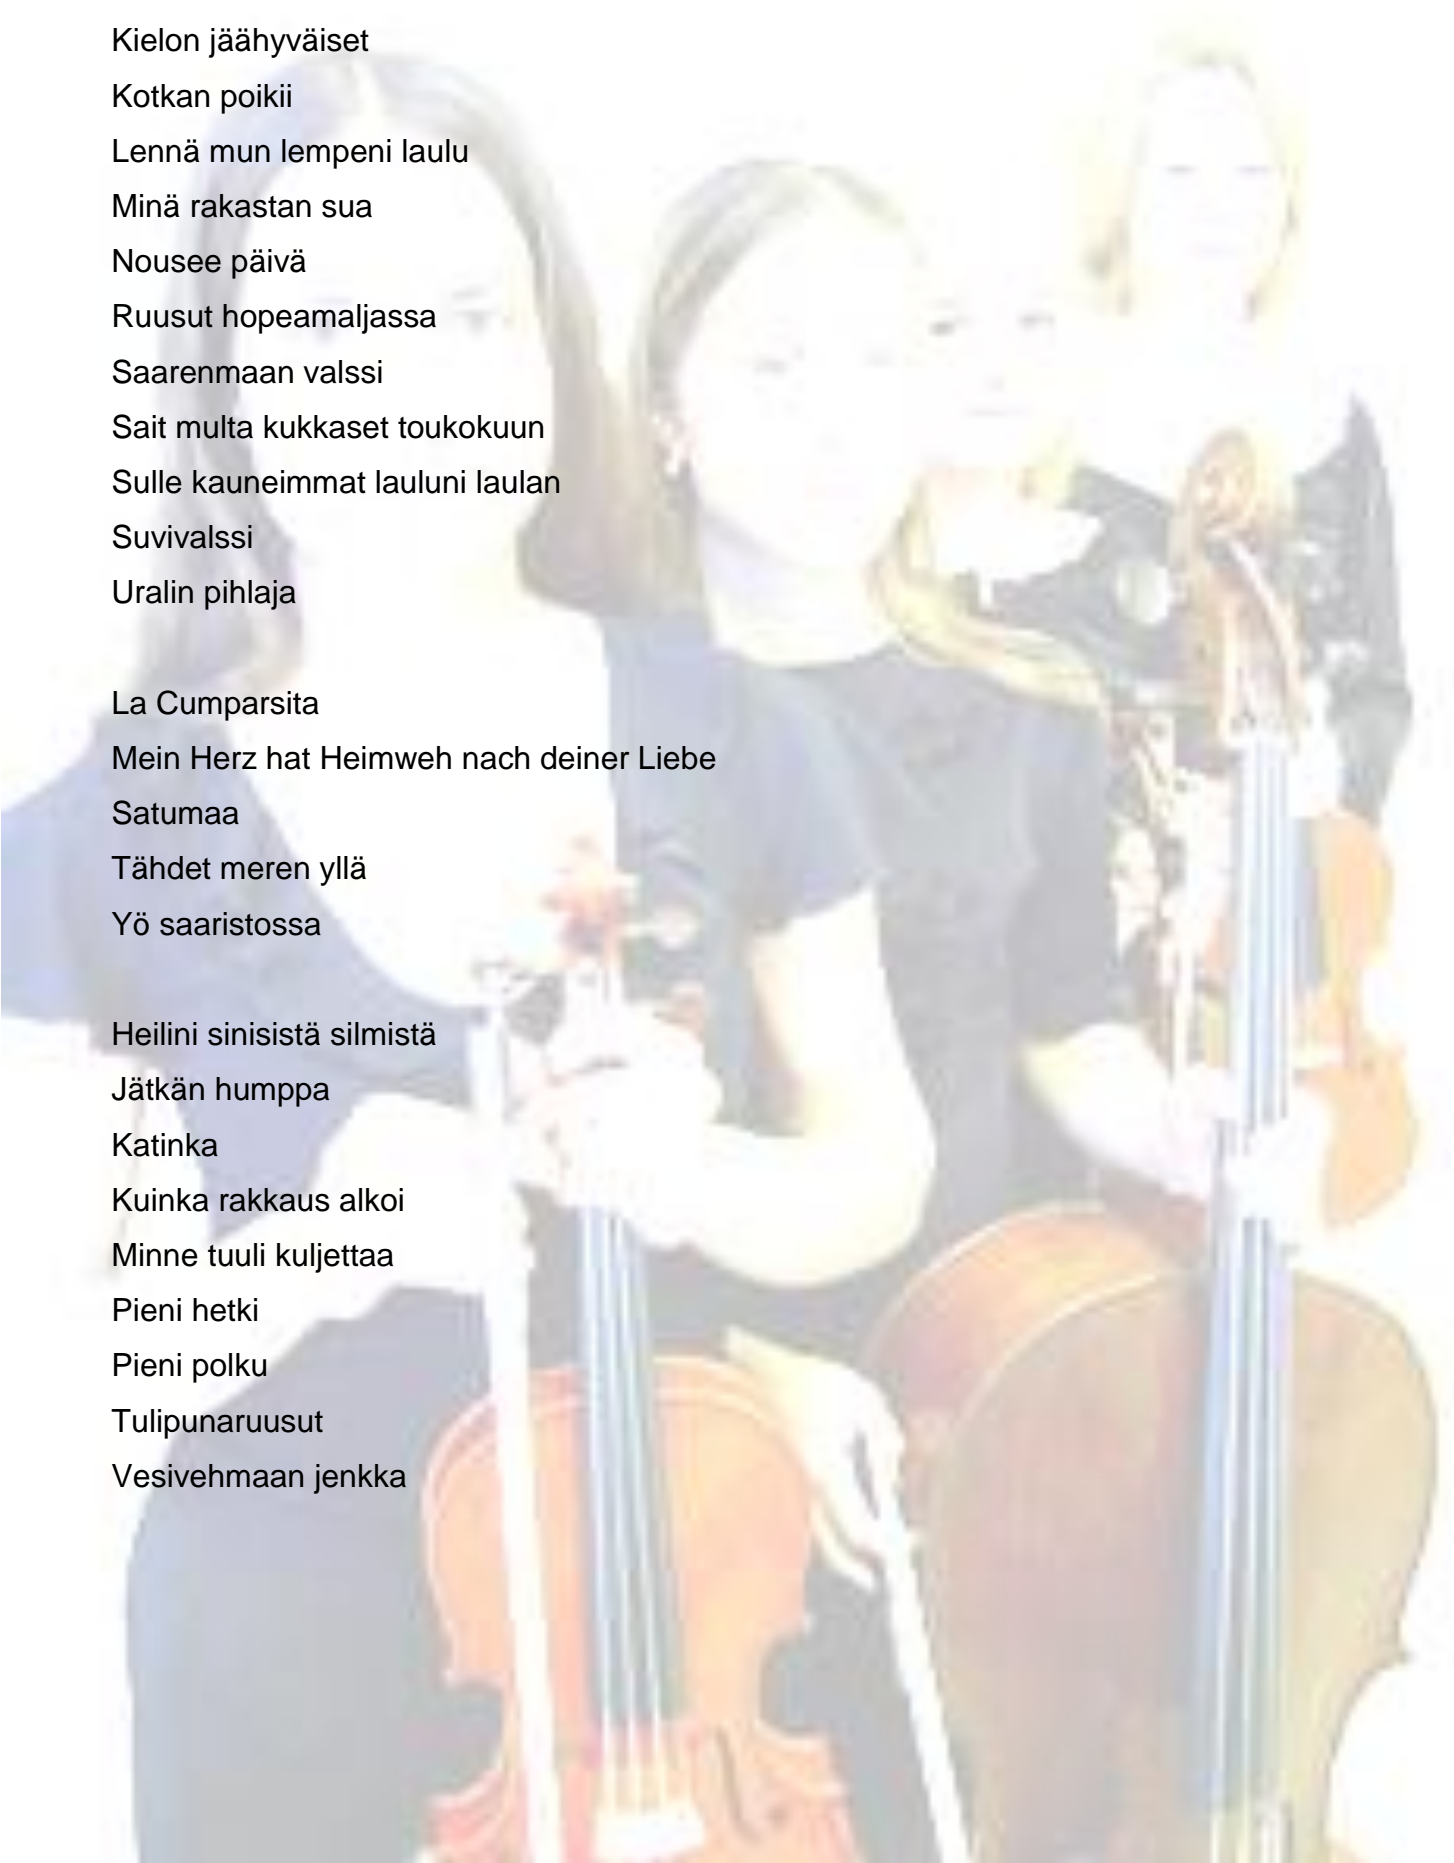 Kielon jäähyväiset
Kotkan poikii
Lennä mun lempeni laulu
Minä rakastan sua
Nousee päivä
Ruusut hopeamaljassa
Saarenmaan valssi
Sait multa kukkaset toukokuun
Sulle kauneimmat lauluni laulan
Suvivalssi
Uralin pihlaja
La Cumparsita
Mein Herz hat Heimweh nach deiner Liebe
Satumaa
Tähdet meren yllä
Yö saaristossa
Heilini sinisistä silmistä
Jätkän humppa
Katinka
Kuinka rakkaus alkoi
Minne tuuli kuljettaa
Pieni hetki
Pieni polku
Tulipunaruusut
Vesivehmaan jenkka